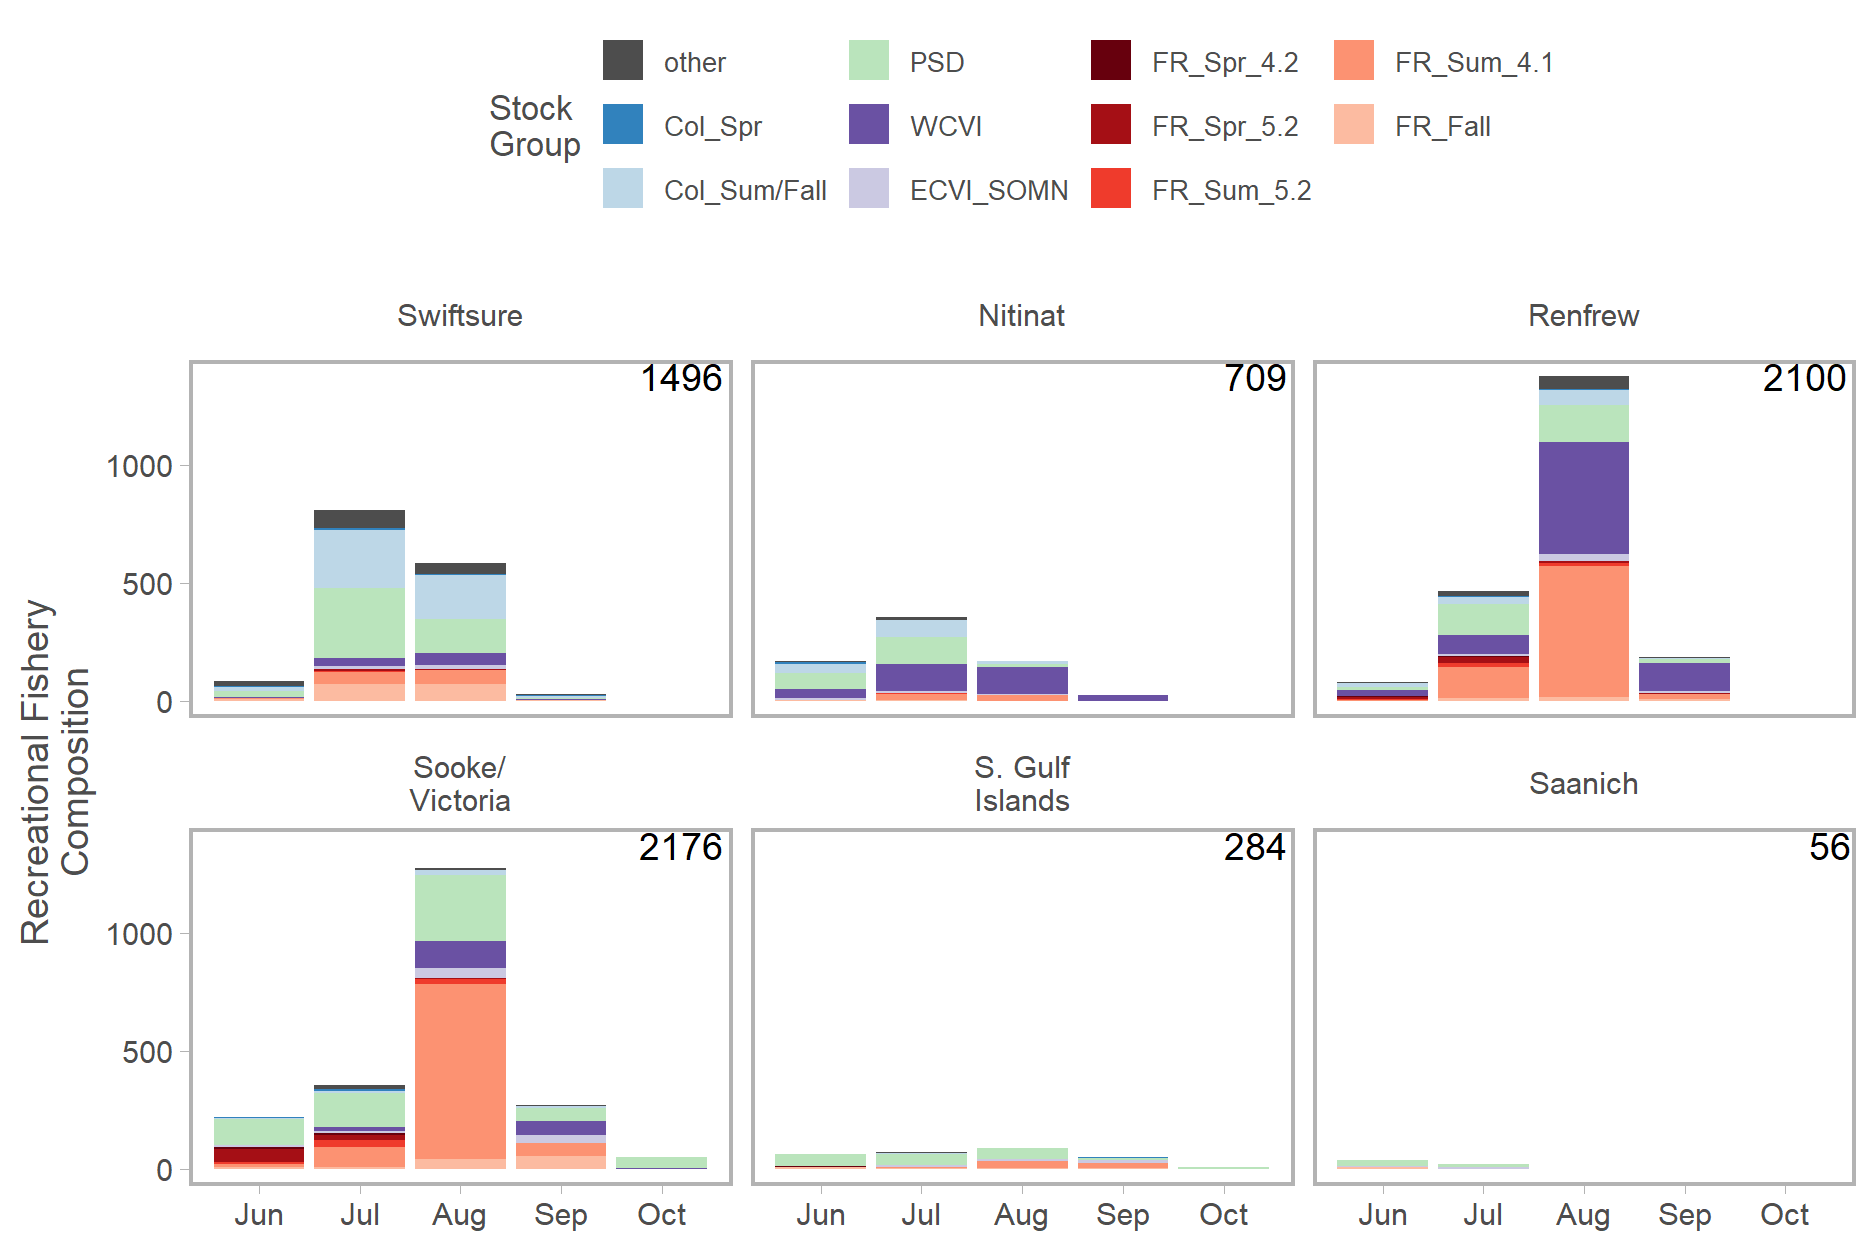 Stock
Group
other
Col_Spr
Col_Sum/Fall
PSD
WCVI
ECVI_SOMN
FR_Spr_4.2
FR_Spr_5.2
FR_Sum_5.2
FR_Sum_4.1
FR_Fall
Recreational Fishery
Composition
Swiftsure
1496
Nitinat
709
Renfrew
2100
1000
500
0
Sooke/
Victoria
2176
S. Gulf
Islands
284
Saanich
56
1000
500
0
Jun Jul Aug Sep Oct
Jun Jul Aug Sep Oct
Jun Jul Aug Sep Oct